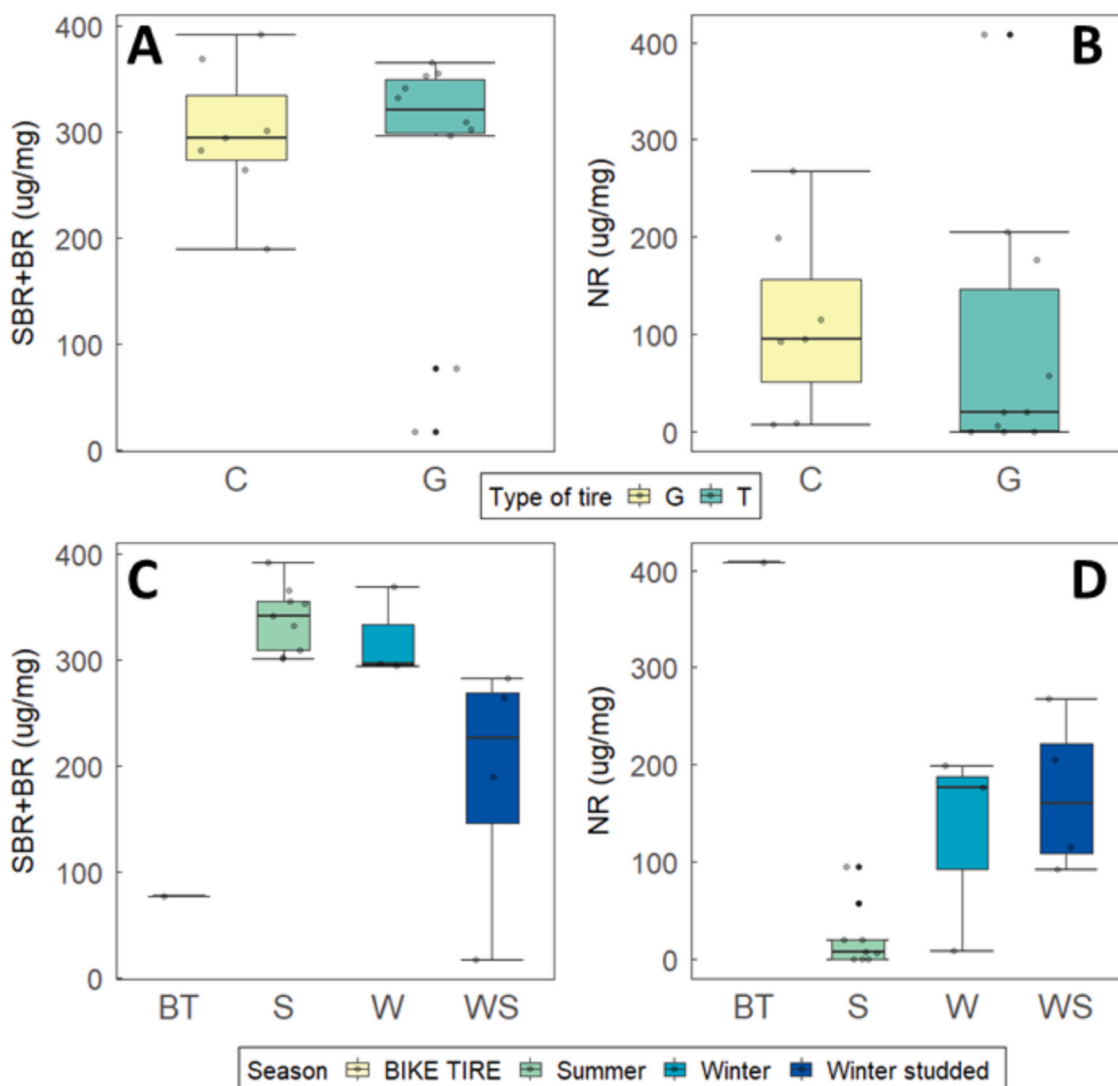 A
B
SBR+BR (ug/mg)
400
300
200
100
0
C
G
NR (ug/mg)
400
300
200
100
0
C
G
Type of tire G T
C
D
SBR+BR (ug/mg)
400
300
200
100
0
BT
S
W
WS
NR (ug/mg)
400
300
200
100
0
BT
S
W
WS
Season BIKE TIRE Summer Winter Winter studded